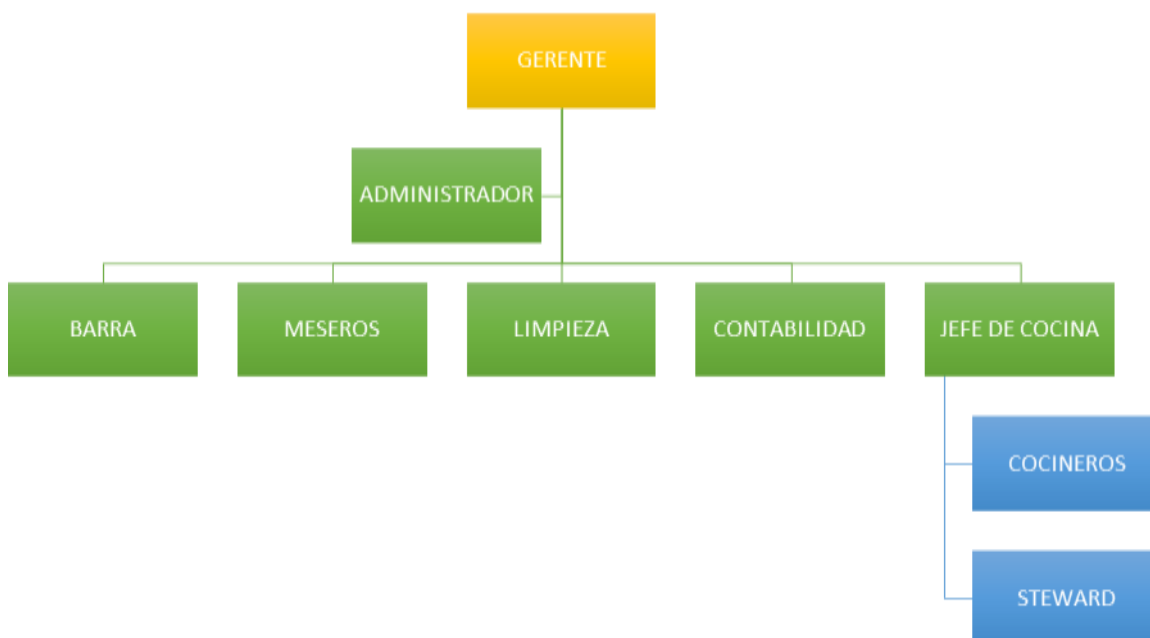 GERENTE
ADMINISTRADOR
BARRA
MESEROS
LIMPIEZA
CONTABILIDAD
JEFE DE COCINA
COCINEROS
STEWARD